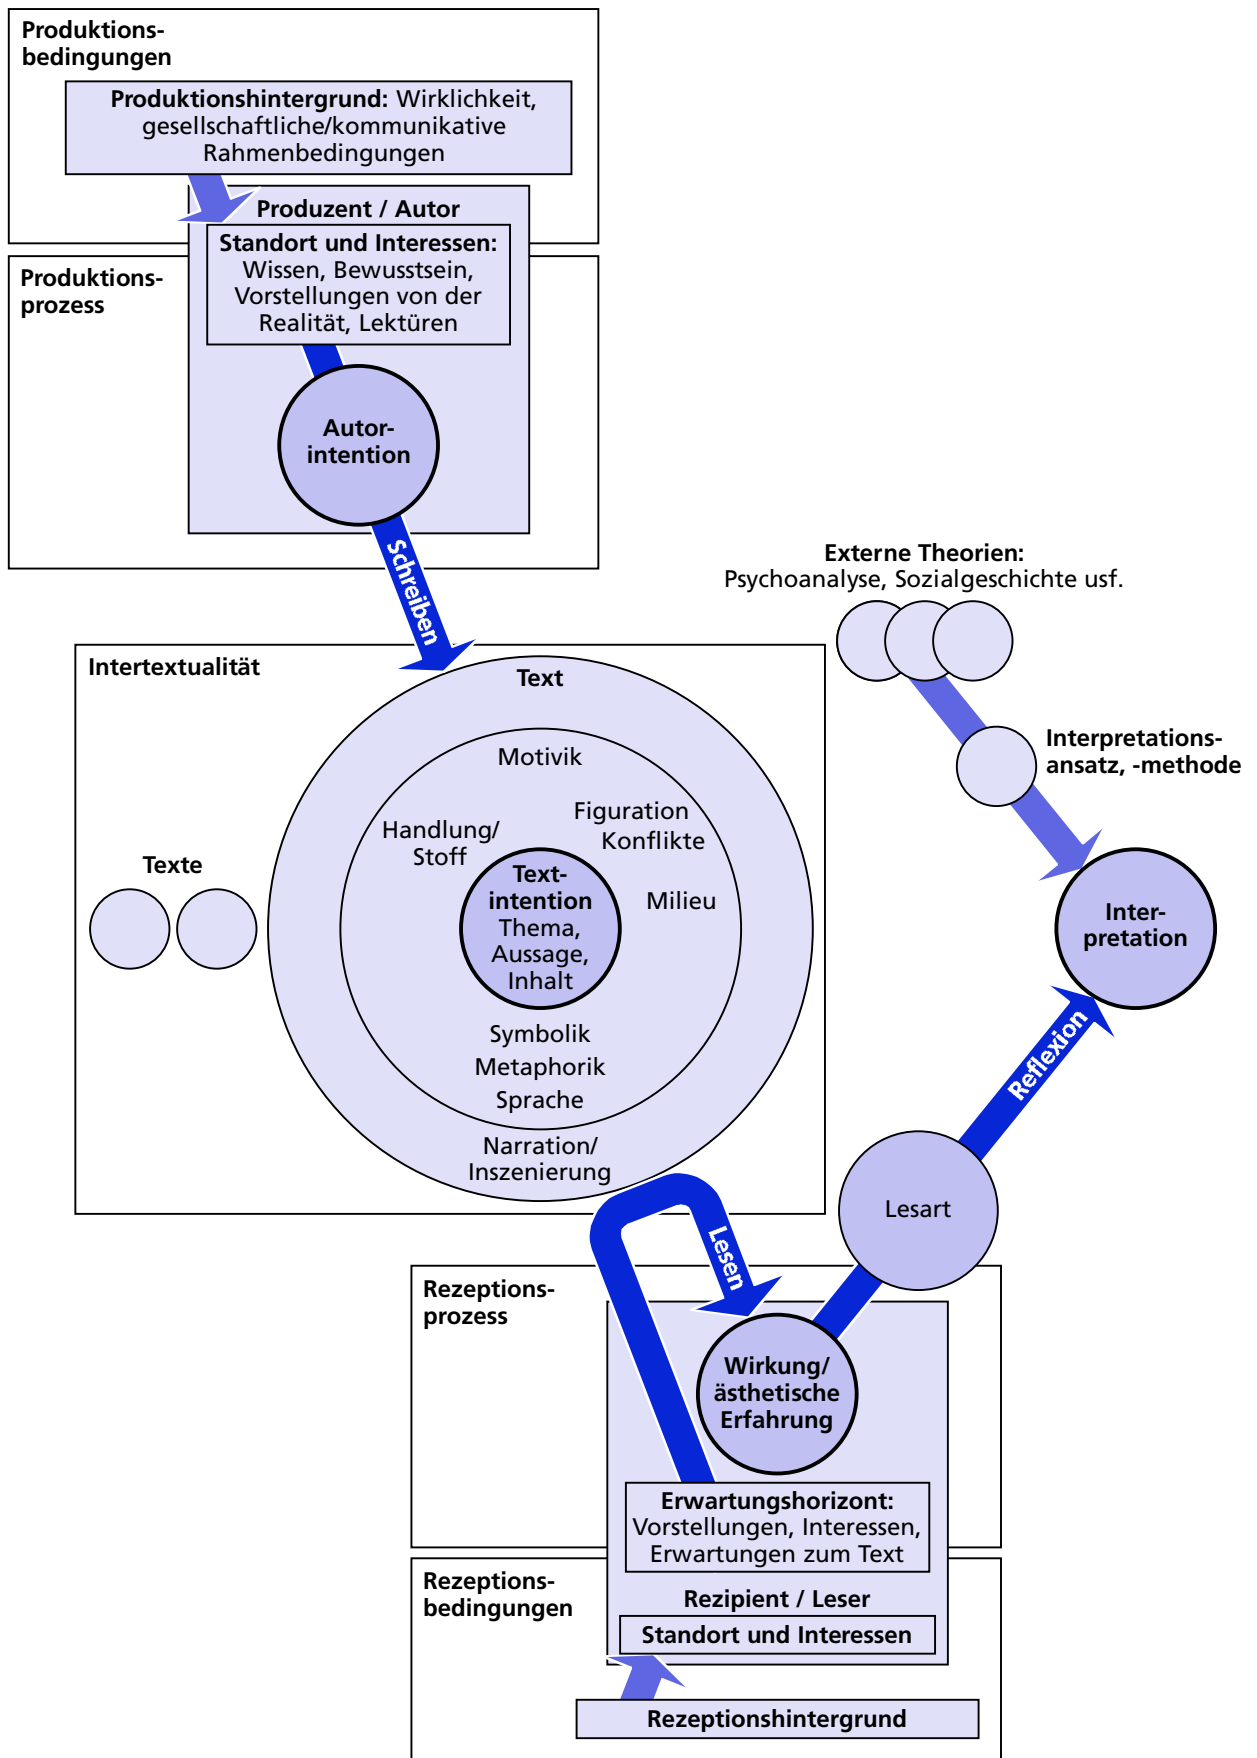 Produktions-
bedingungen
Produktionshintergrund: Wirklichkeit,
gesellschaftliche/kommunikative
Rahmenbedingungen
Produzent / Autor
Standort und Interessen:
Wissen, Bewusstsein,
Vorstellungen von der
Realität, Lektüren
Produktions-
prozess
Autor-
intention
Schreiben
Externe Theorien:
Psychoanalyse, Sozialgeschichte usf.
Interpretations-
ansatz, -methode
Inter-
pretation
Intertextualität
Text
Motivik
Figuration
Konflikte
Handlung/
Stoff
Milieu
Texte
Text-
intention
Thema,
Aussage,
Inhalt
Symbolik
Metaphorik
Sprache
Narration/
Inszenierung
Reflexion
Lesart
Lesen
Rezeptions-
prozess
Wirkung/
ästhetische
Erfahrung
Erwartungshorizont:
Vorstellungen, Interessen,
Erwartungen zum Text
Rezeptions-
bedingungen
Rezipient / Leser
Standort und Interessen
Rezeptionshintergrund